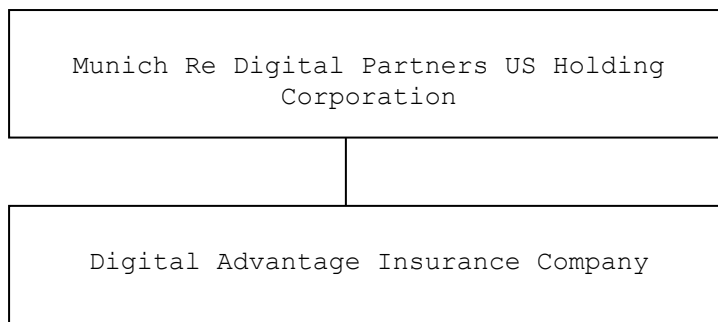 Munich Re Digital Partners US Holding
Corporation
Digital Advantage Insurance Company